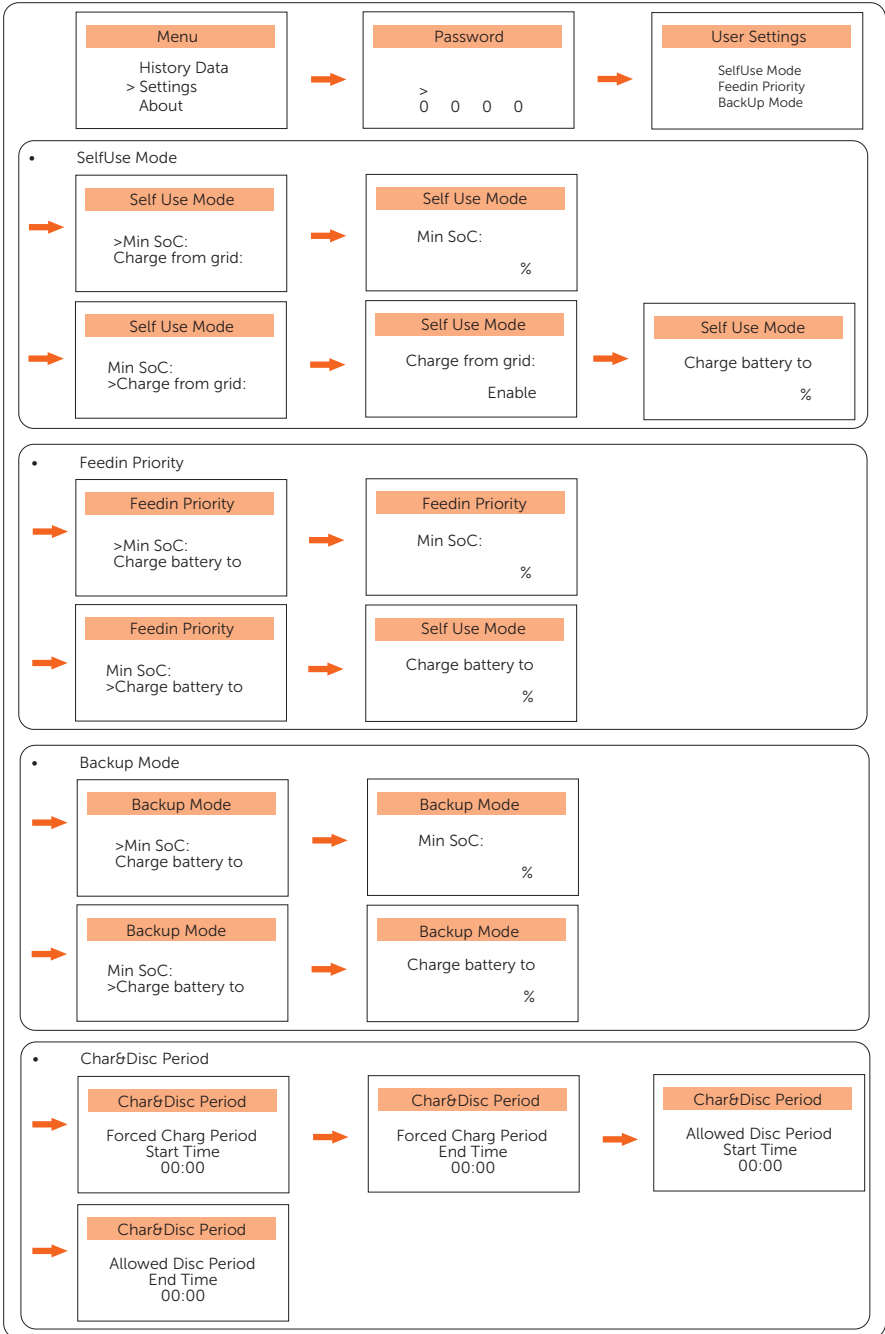 Menu
History Data
> Settings
About
Password
>
0 0 0 0
User Settings
SelfUse Mode
Feedin Priority
BackUp Mode
• SelfUse Mode
Self Use Mode
>Min SoC:
Charge from grid:
Self Use Mode
Min SoC:
%
Self Use Mode
Min SoC:
>Charge from grid:
Self Use Mode
Charge from grid:
Enable
Self Use Mode
Charge battery to
%
• Feedin Priority
Feedin Priority
>Min SoC:
Charge battery to
Feedin Priority
Min SoC:
%
Feedin Priority
Min SoC:
>Charge battery to
Self Use Mode
Charge battery to
%
• Backup Mode
Backup Mode
>Min SoC:
Charge battery to
Backup Mode
Min SoC:
%
Backup Mode
Min SoC:
>Charge battery to
Backup Mode
Charge battery to
%
• Char&Disc Period
Char&Disc Period
Forced Charg Period
Start Time
00:00
Char&Disc Period
Forced Charg Period
End Time
00:00
Char&Disc Period
Allowed Disc Period
Start Time
00:00
Char&Disc Period
Allowed Disc Period
End Time
00:00